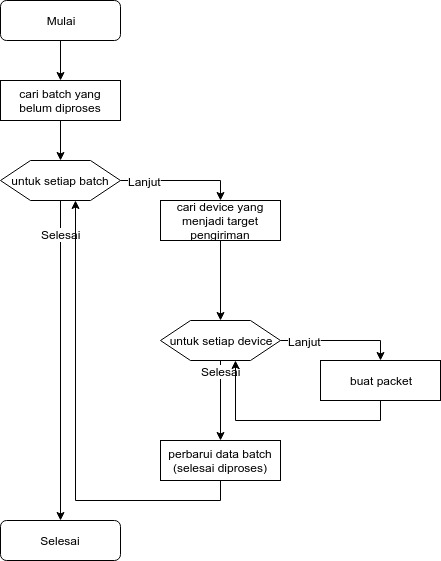 Mulai
cari batch yang
belum diproses
untuk setiap batch
Lanjut
cari device yang
menjadi target
pengiriman
Selesai
untuk setiap device
Lanjut
Selesai
buat packet
perbarui data batch
(selesai diproses)
Selesai